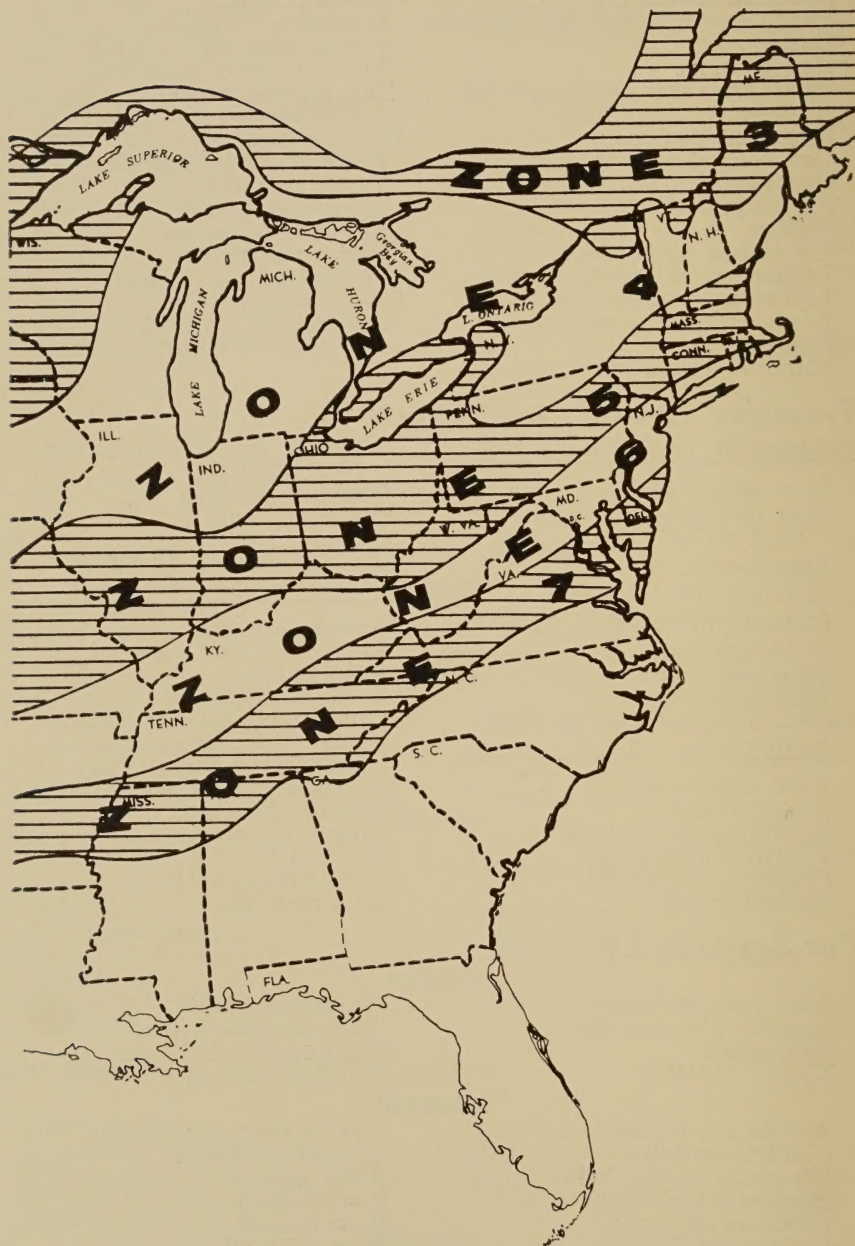 ME.
3
ZONE
LAKE SUPERIOR
VT.
N. H.
WIS.
Georgian Bay
LAKE HURON
MICH.
LAKE MICHIGAN
ZONE 4
L. ONTARIO
MASS.
CONN.
N. Y.
LAKE ERIE
PENN.
N.J.
ILL.
IND.
OHIO
ZONE 5
MD.
D.C.
DEL.
W. VA.
VA.
ZONE 6
KY.
TENN.
N. C.
ZONE 7
S. C.
GA.
MISS.
FLA.